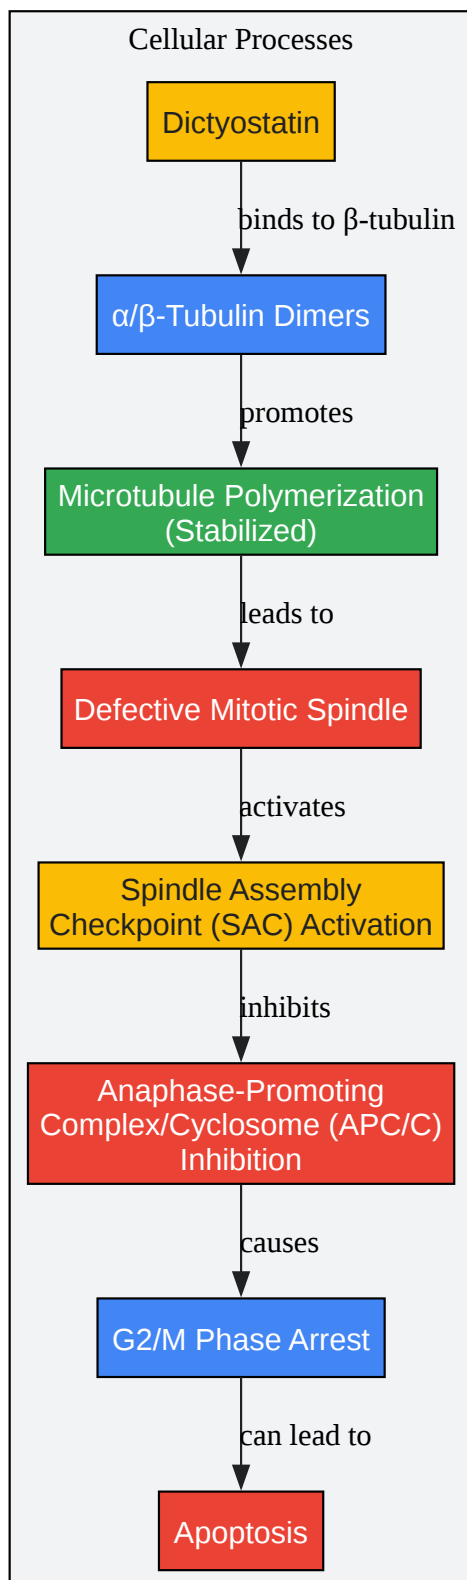 Cellular Processes
Dictyostatin
binds to β-tubulin
α/β-Tubulin Dimers
promotes
Microtubule Polymerization
(Stabilized)
leads to
Defective Mitotic Spindle
activates
Spindle Assembly
Checkpoint (SAC) Activation
inhibits
Anaphase-Promoting
Complex/Cyclosome (APC/C)
Inhibition
causes
G2/M Phase Arrest
can lead to
Apoptosis